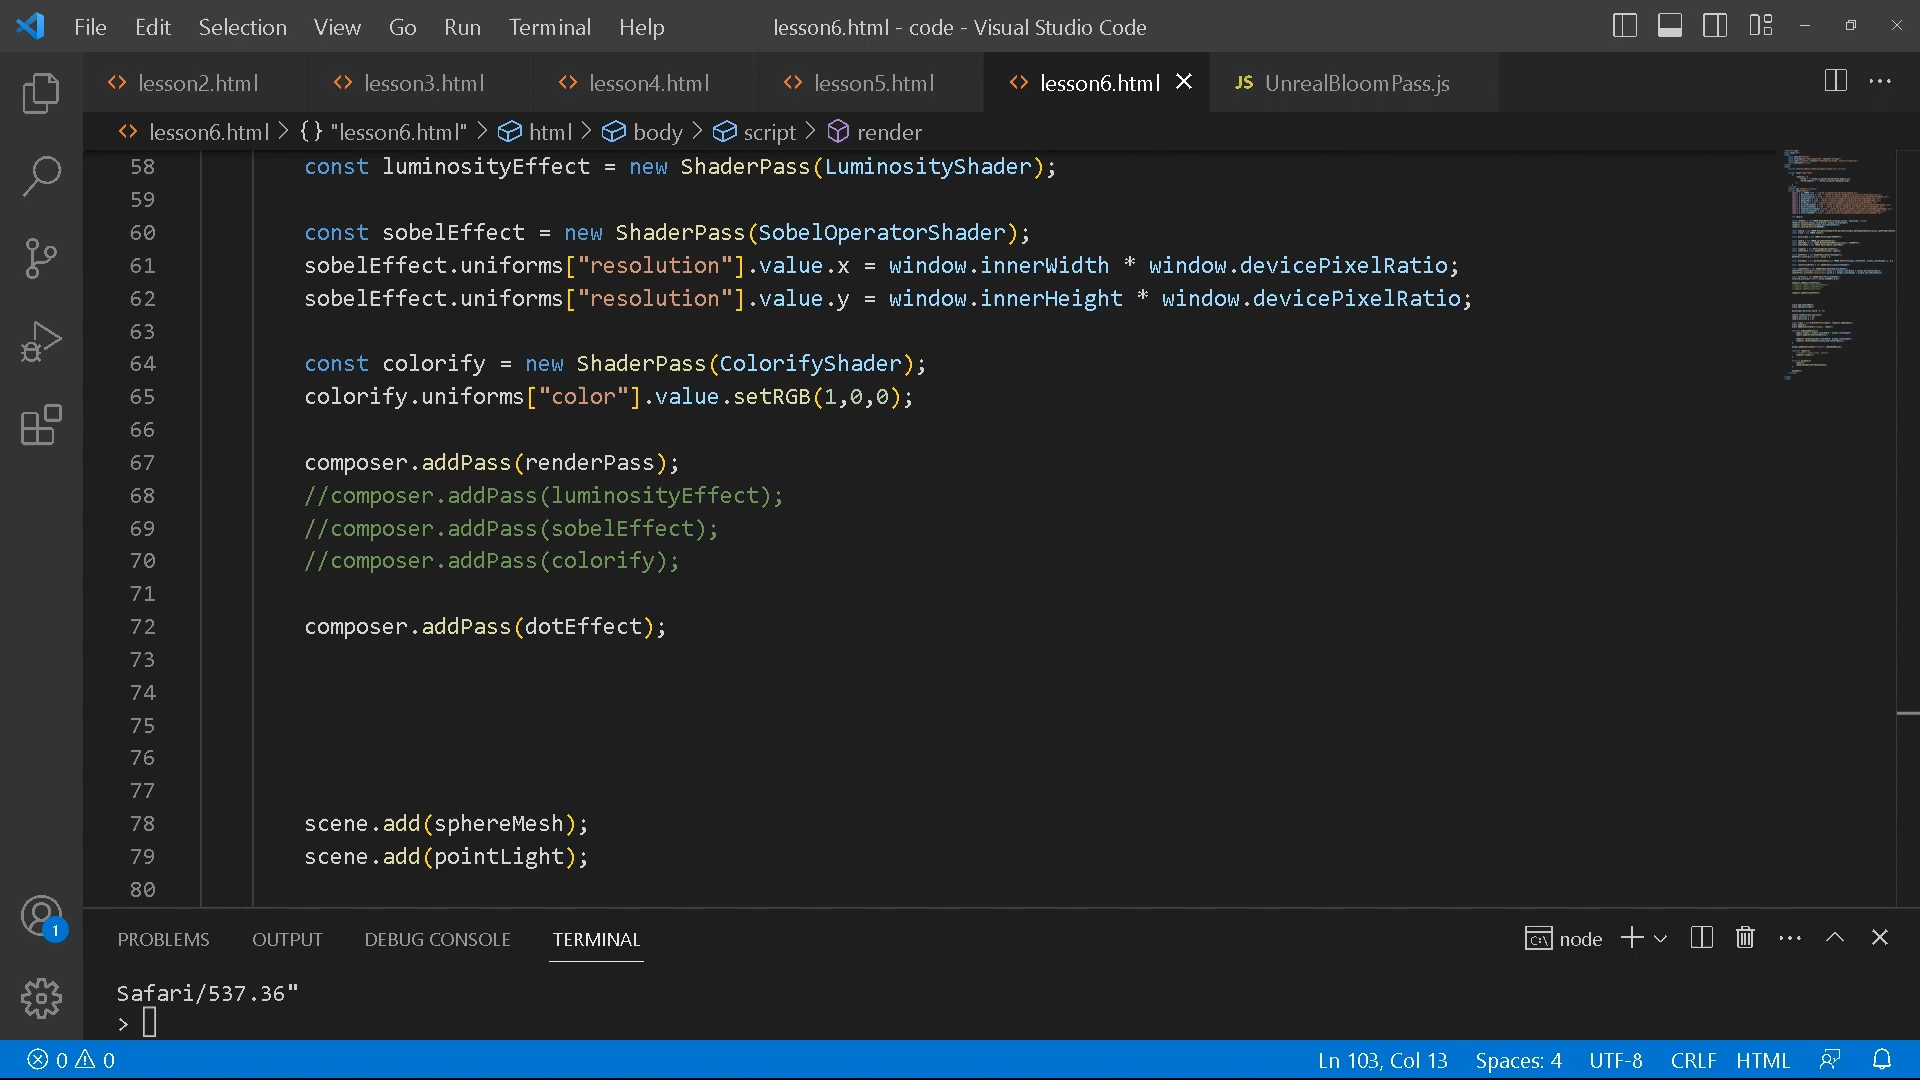 File Edit Selection View Go Run Terminal Help lesson6.html - code - Visual Studio Code
lesson2.html lesson3.html lesson4.html lesson5.html lesson6.html JS UnrealBloomPass.js
lesson6.html > {} "lesson6.html" > html > body > script > render
58 const luminosityEffect = new ShaderPass(LuminosityShader);
59
60 const sobelEffect = new ShaderPass(SobelOperatorShader);
61 sobelEffect.uniforms["resolution"].value.x = window.innerWidth * window.devicePixelRatio;
62 sobelEffect.uniforms["resolution"].value.y = window.innerHeight * window.devicePixelRatio;
63
64 const colorify = new ShaderPass(ColorifyShader);
65 colorify.uniforms["color"].value.setRGB(1,0,0);
66
67 composer.addPass(renderPass);
68 //composer.addPass(luminosityEffect);
69 //composer.addPass(sobelEffect);
70 //composer.addPass(colorify);
71
72 composer.addPass(dotEffect);
73
74
75
76
77
78 scene.add(sphereMesh);
79 scene.add(pointLight);
80
1
PROBLEMS OUTPUT DEBUG CONSOLE TERMINAL node
Safari/537.36"
>
0 0 Ln 103, Col 13 Spaces: 4 UTF-8 CRLF HTML